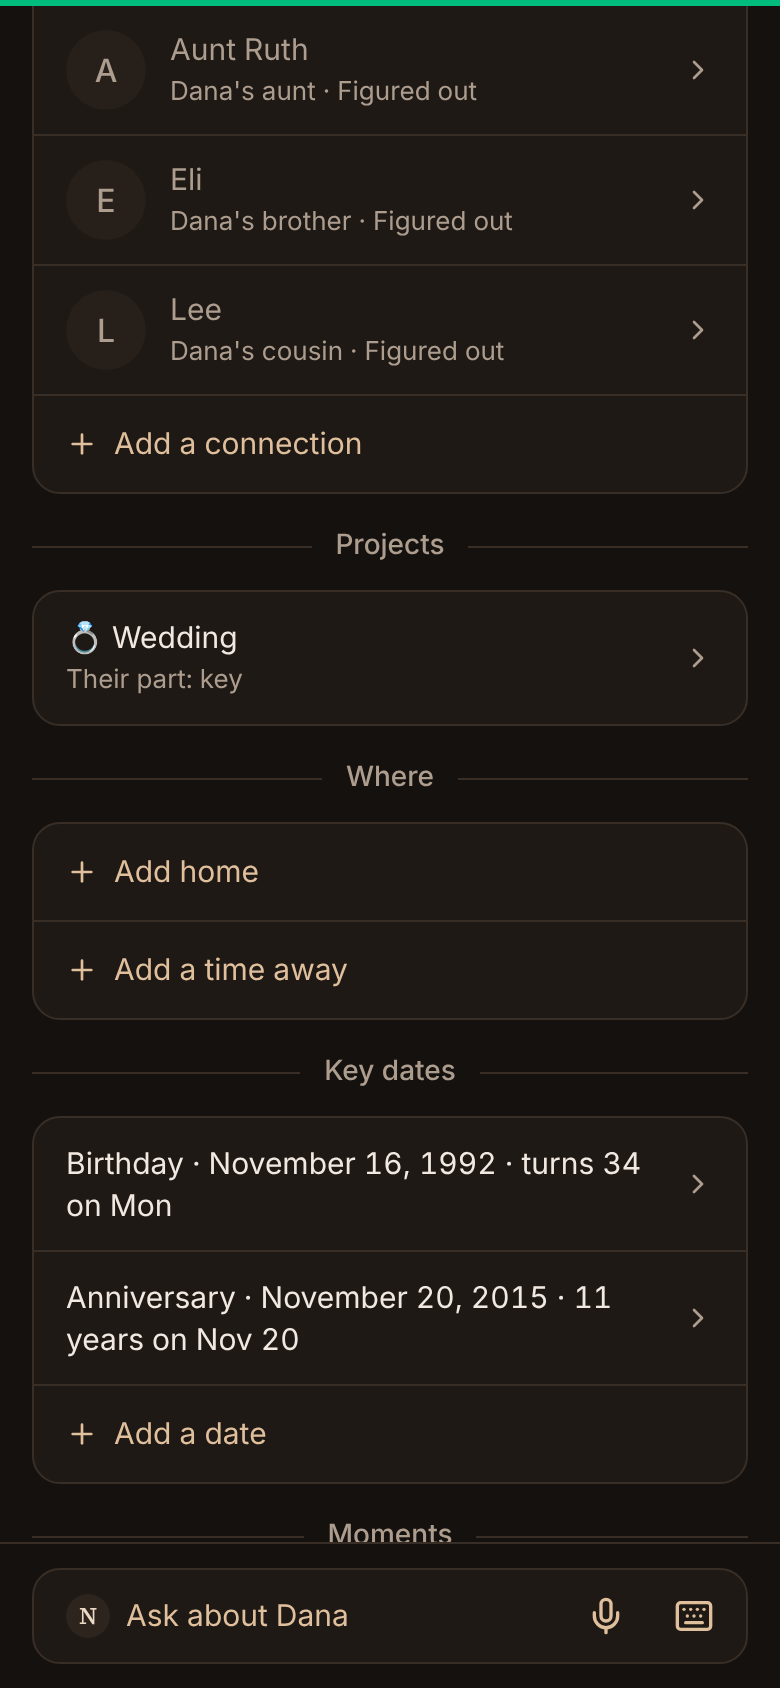 A
Aunt Ruth
Dana's aunt · Figured out
E
Eli
Dana's brother · Figured out
L
Lee
Dana's cousin · Figured out
+ Add a connection
Projects
💍 Wedding
Their part: key
Where
+ Add home
+ Add a time away
Key dates
Birthday · November 16, 1992 · turns 34
on Mon
Anniversary · November 20, 2015 · 11
years on Nov 20
+ Add a date
Moments
N Ask about Dana